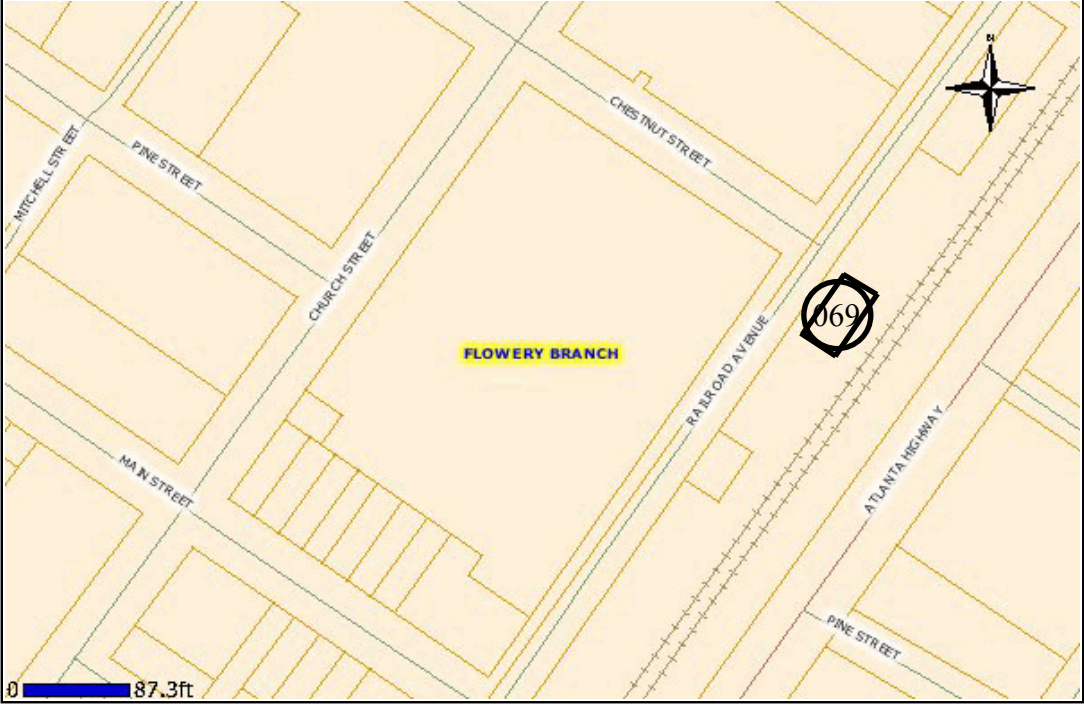 N
CHESTNUT STREET
MITCHELL STREET
PINE STREET
CHURCH STREET
069
FLOWERY BRANCH
RAILROAD AVENUE
ATLANTA HIGHWAY
MAIN STREET
PINE STREET
0 87.3ft